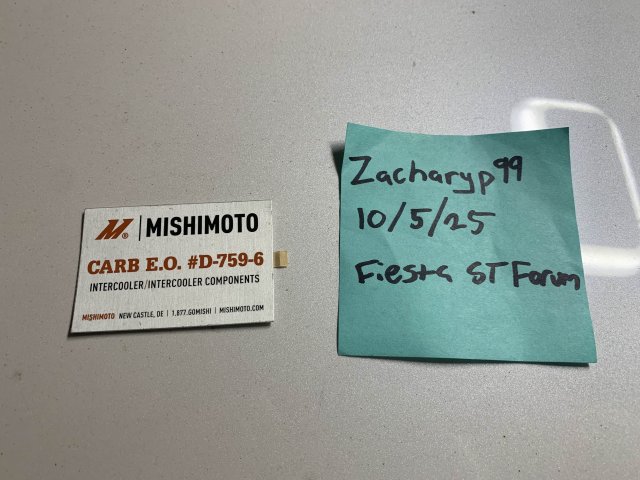 MISHIMOTO
CARB E.O. #D-759-6
INTERCOOLER/INTERCOOLER COMPONENTS
MISHIMOTO NEW CASTLE, DE | 1.877.GOMISHI | MISHIMOTO.COM
Zacharyp99
10/5/25
Fiesta ST Forum